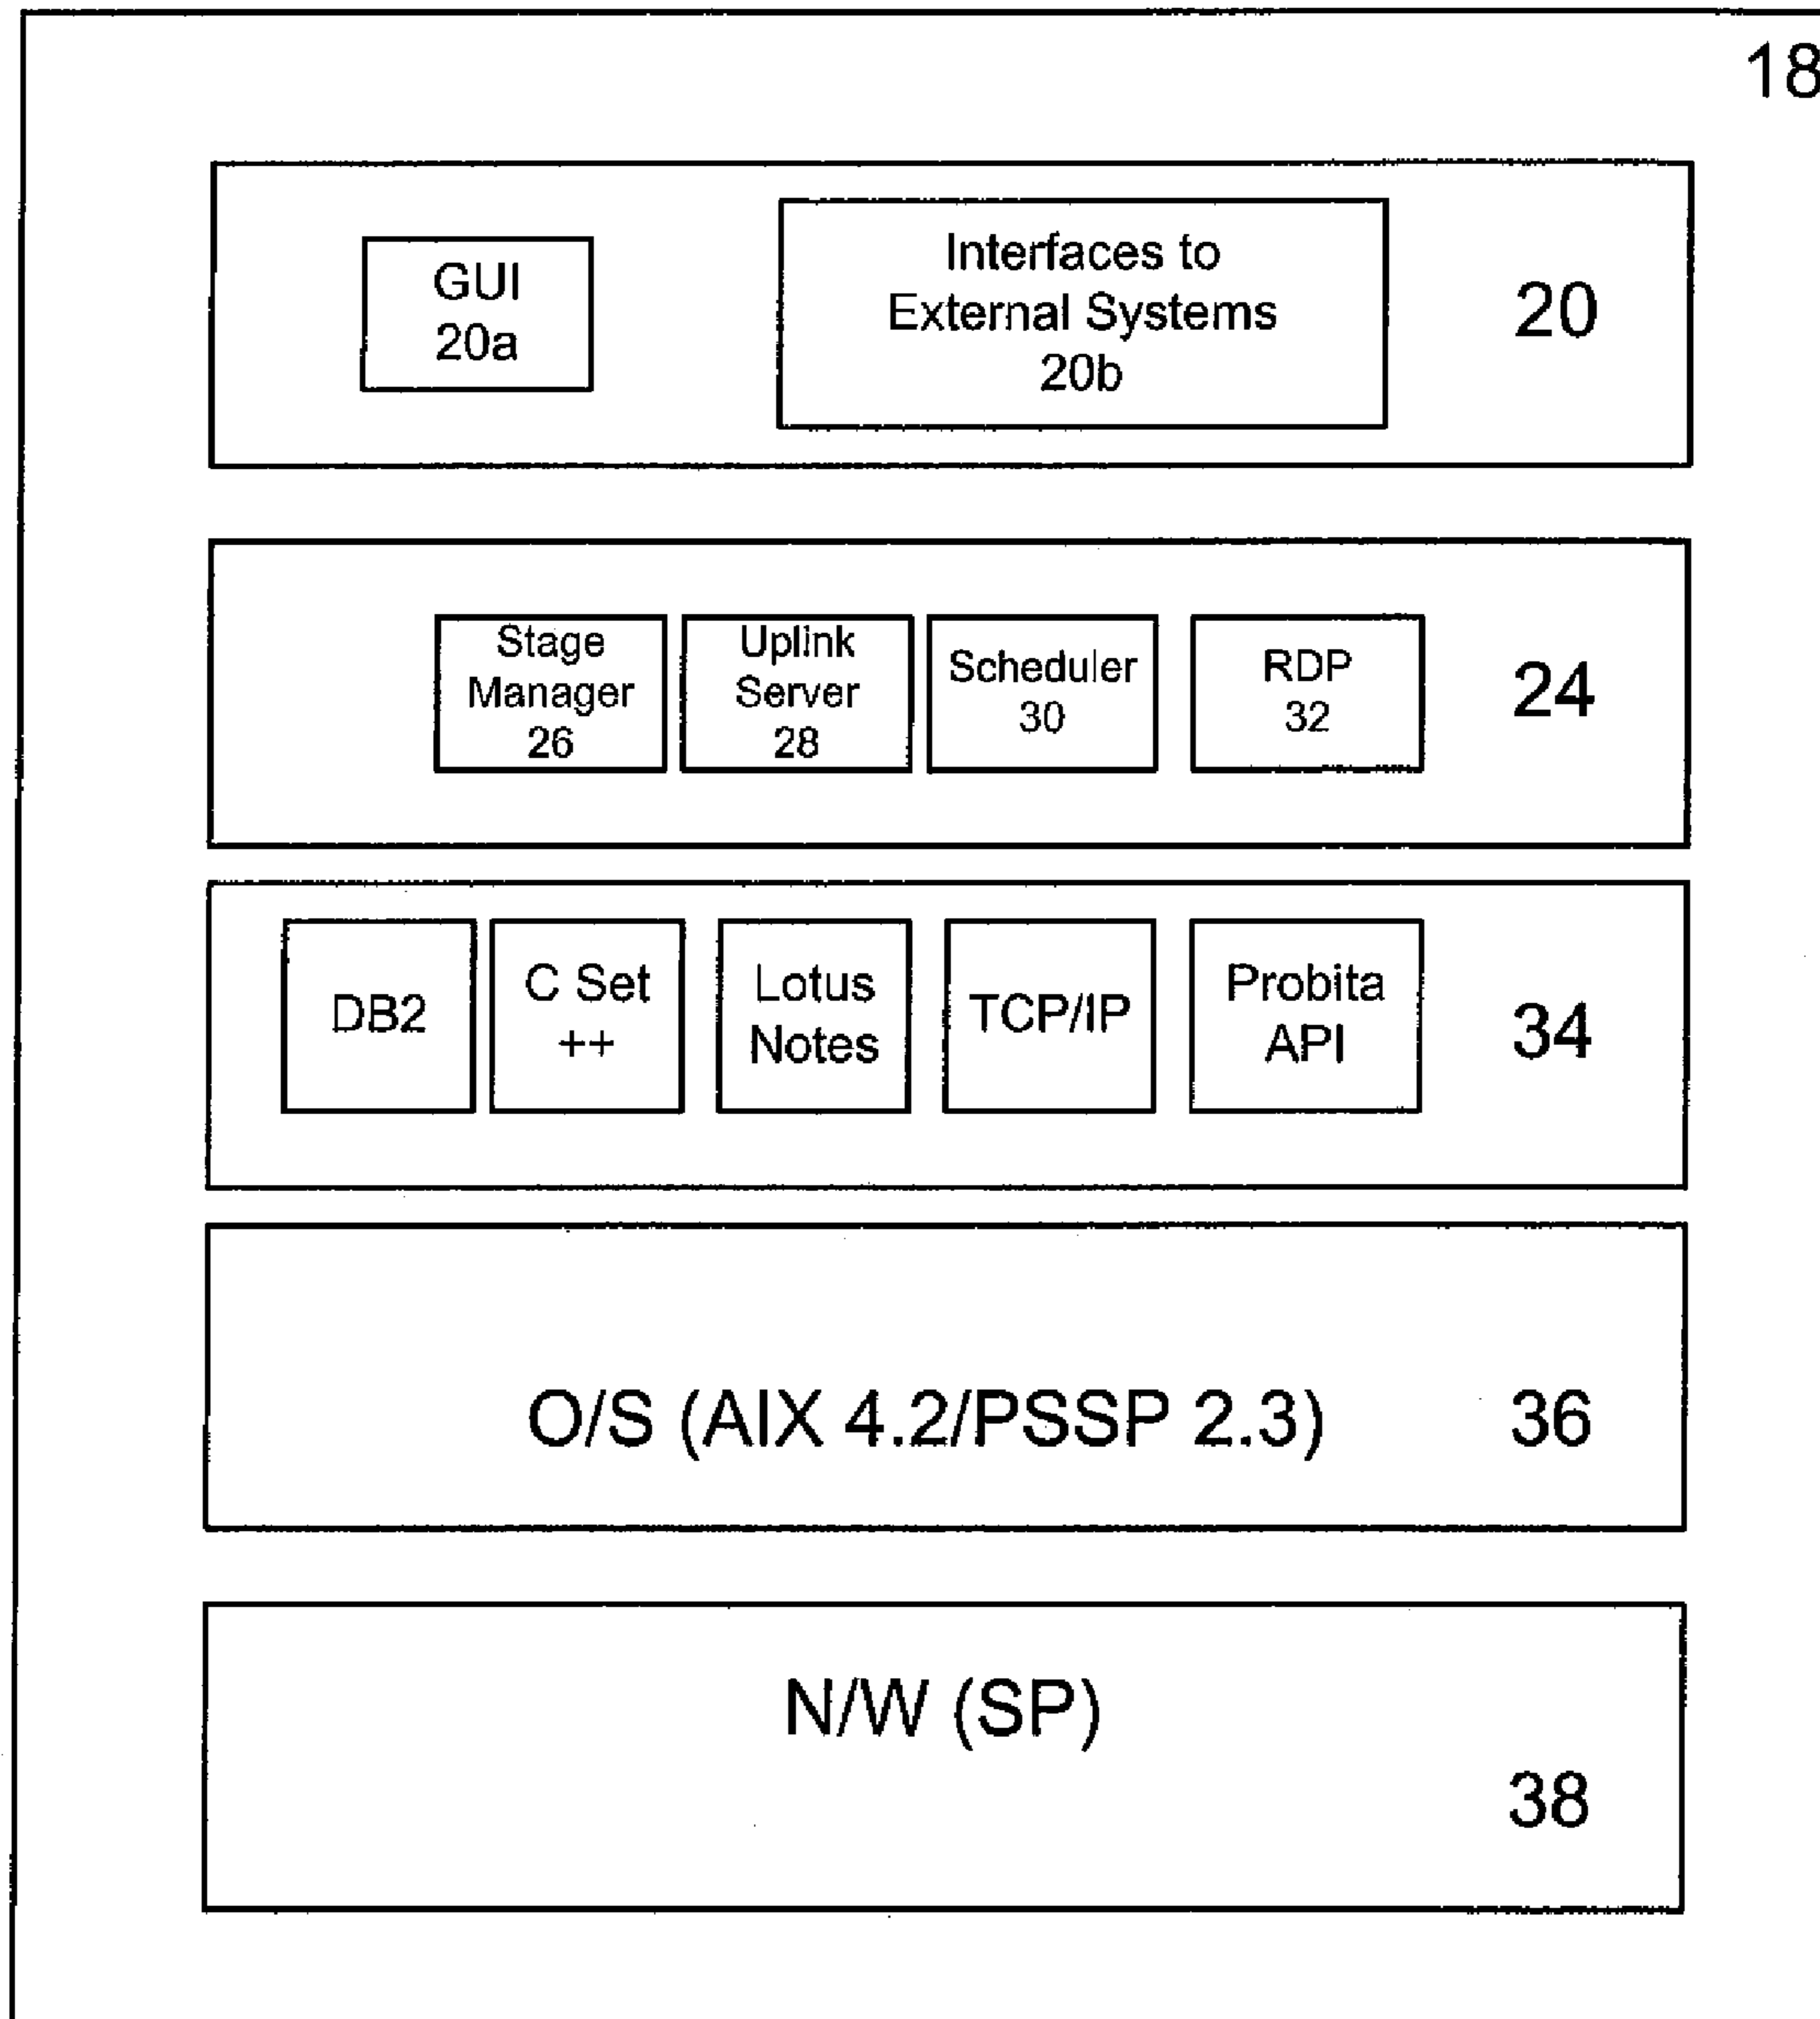 18
GUI
20a
Interfaces to
External Systems
20b
20
Stage
Manager
26
Uplink
Server
28
Scheduler
30
RDP
32
24
DB2
C Set
++
Lotus
Notes
TCP/IP
Probita
API
34
O/S (AIX 4.2/PSSP 2.3)
36
N/W (SP)
38